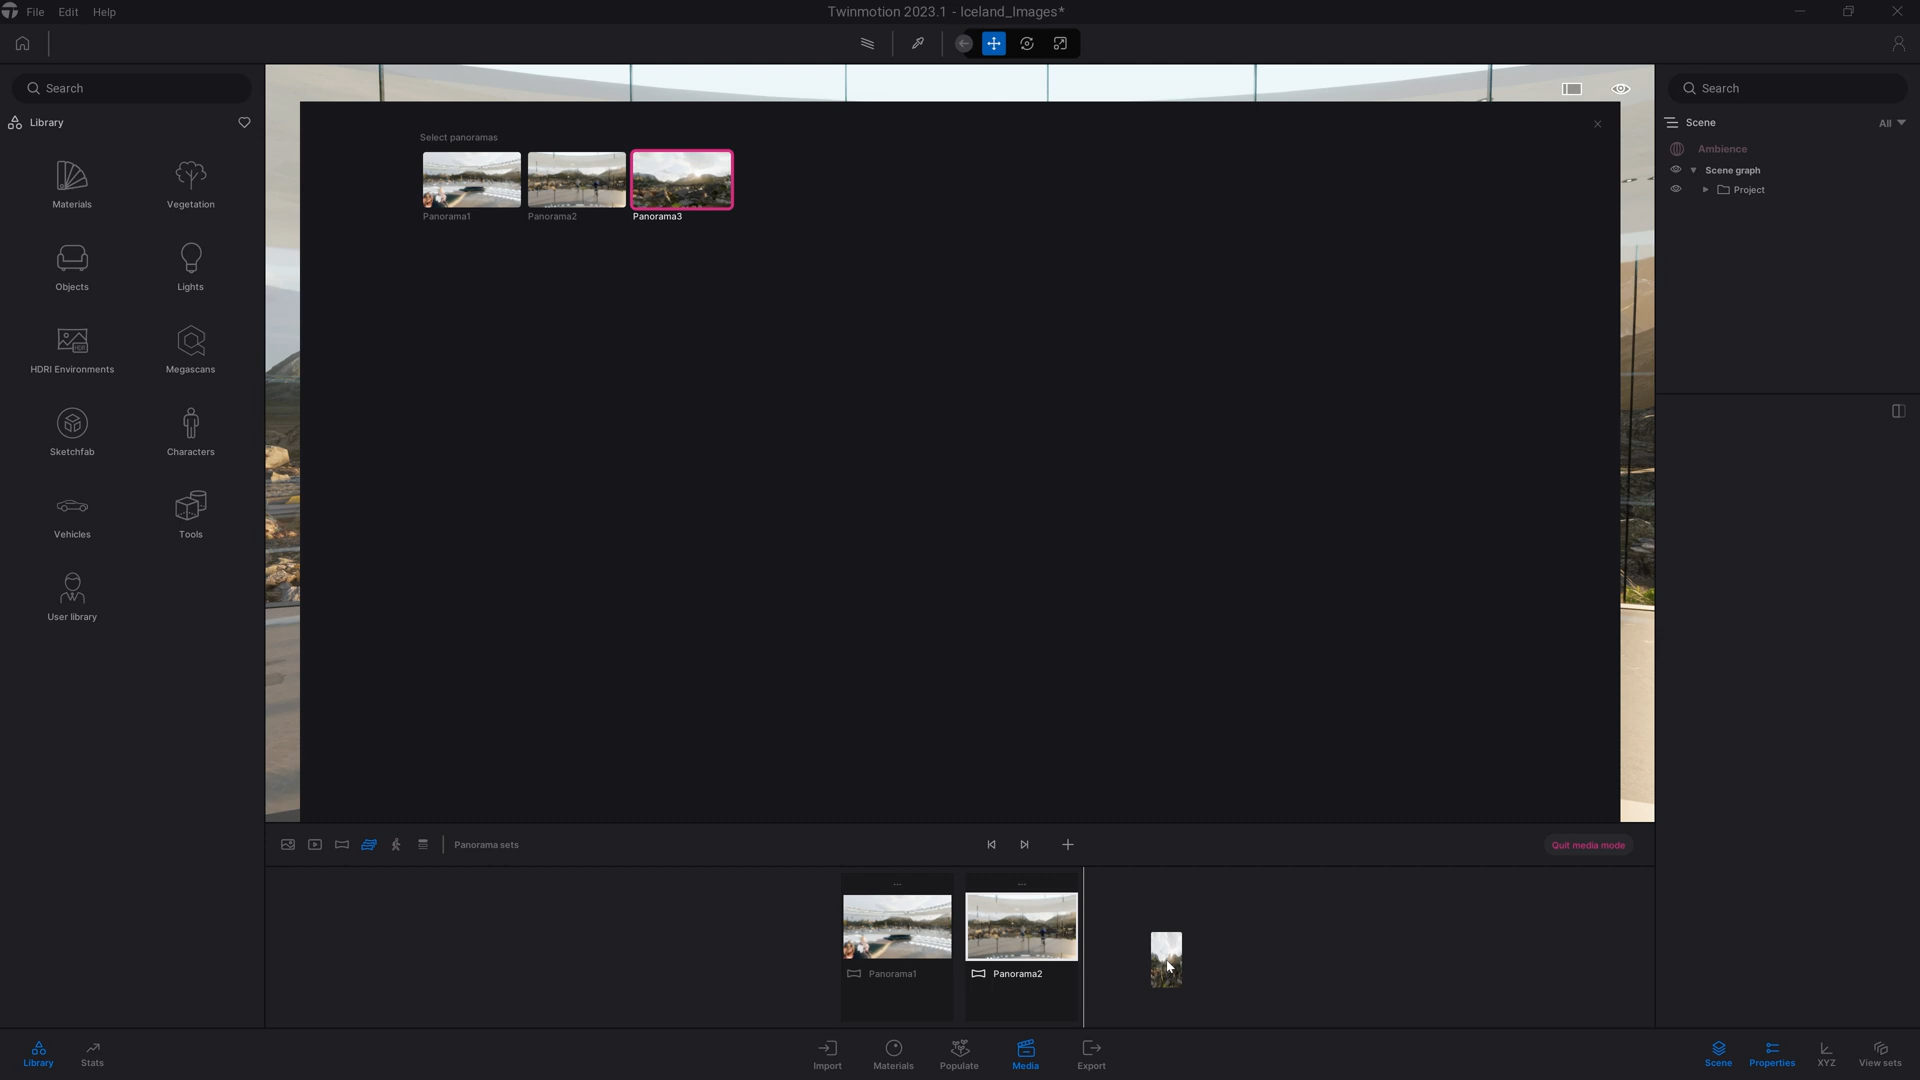 File Edit Help
Twinmotion 2023.1 - Iceland_Images*
Search
Library
Materials
Vegetation
Objects
Lights
HDRI Environments
Megascans
Sketchfab
Characters
Vehicles
Tools
User library
Select panoramas
Panorama1
Panorama2
Panorama3
Search
Scene
All
Ambience
Scene graph
Project
Panorama sets
Quit media mode
Panorama1
Panorama2
Library
Stats
Import
Materials
Populate
Media
Export
Scene
Properties
XYZ
View sets